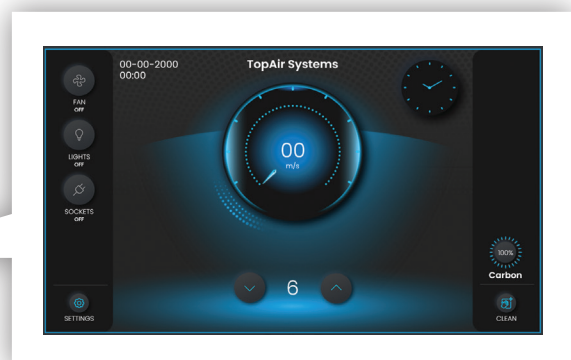 00-00-2000
00:00
TopAir Systems
FAN
OFF
LIGHTS
OFF
SOCKETS
OFF
00
m/s
100%
Carbon
6
SETTINGS
CLEAN